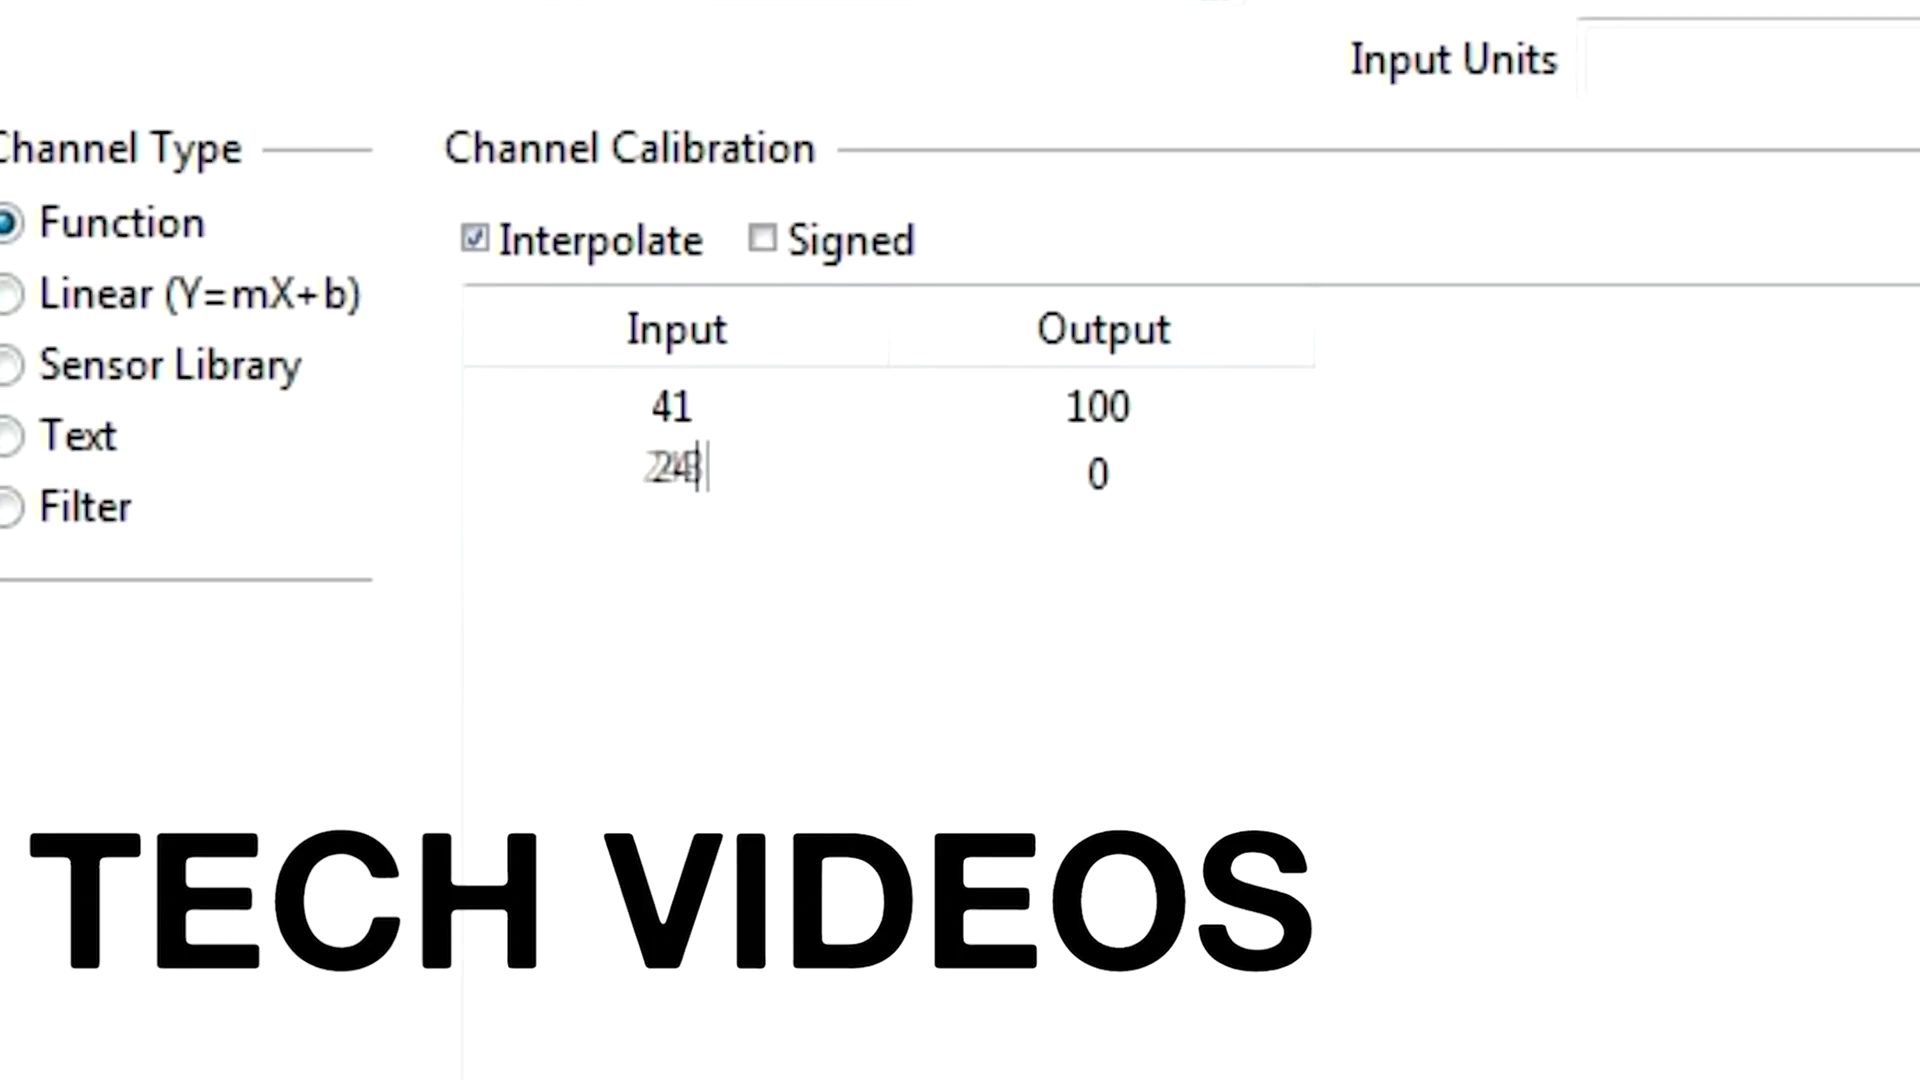 Input Units
Channel Type
Channel Calibration
Function
Interpolate
Signed
Linear (Y=mX+b)
Input
Output
Sensor Library
41
100
Text
0
Filter
TECH VIDEOS